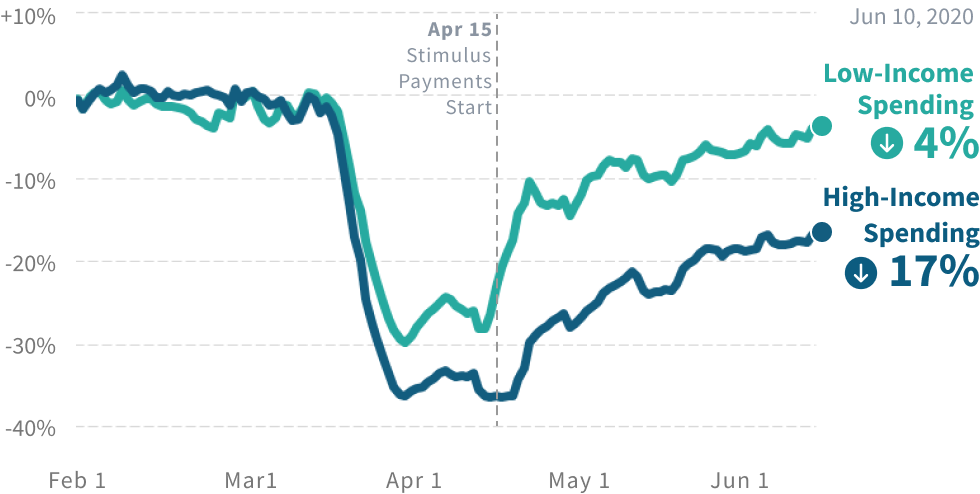 +10%
0%
-10%
-20%
-30%
-40%
Apr 15
Stimulus
Payments
Start
Jun 10, 2020
Low-Income
Spending
4%
High-Income
Spending
17%
Feb 1
Mar1
Apr 1
May 1
Jun 1